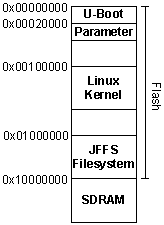 0x00000000
U-Boot
0x00020000
Parameter
0x00100000
Linux
Kernel
Flash
0x01000000
JFFS
Filesystem
0x10000000
SDRAM